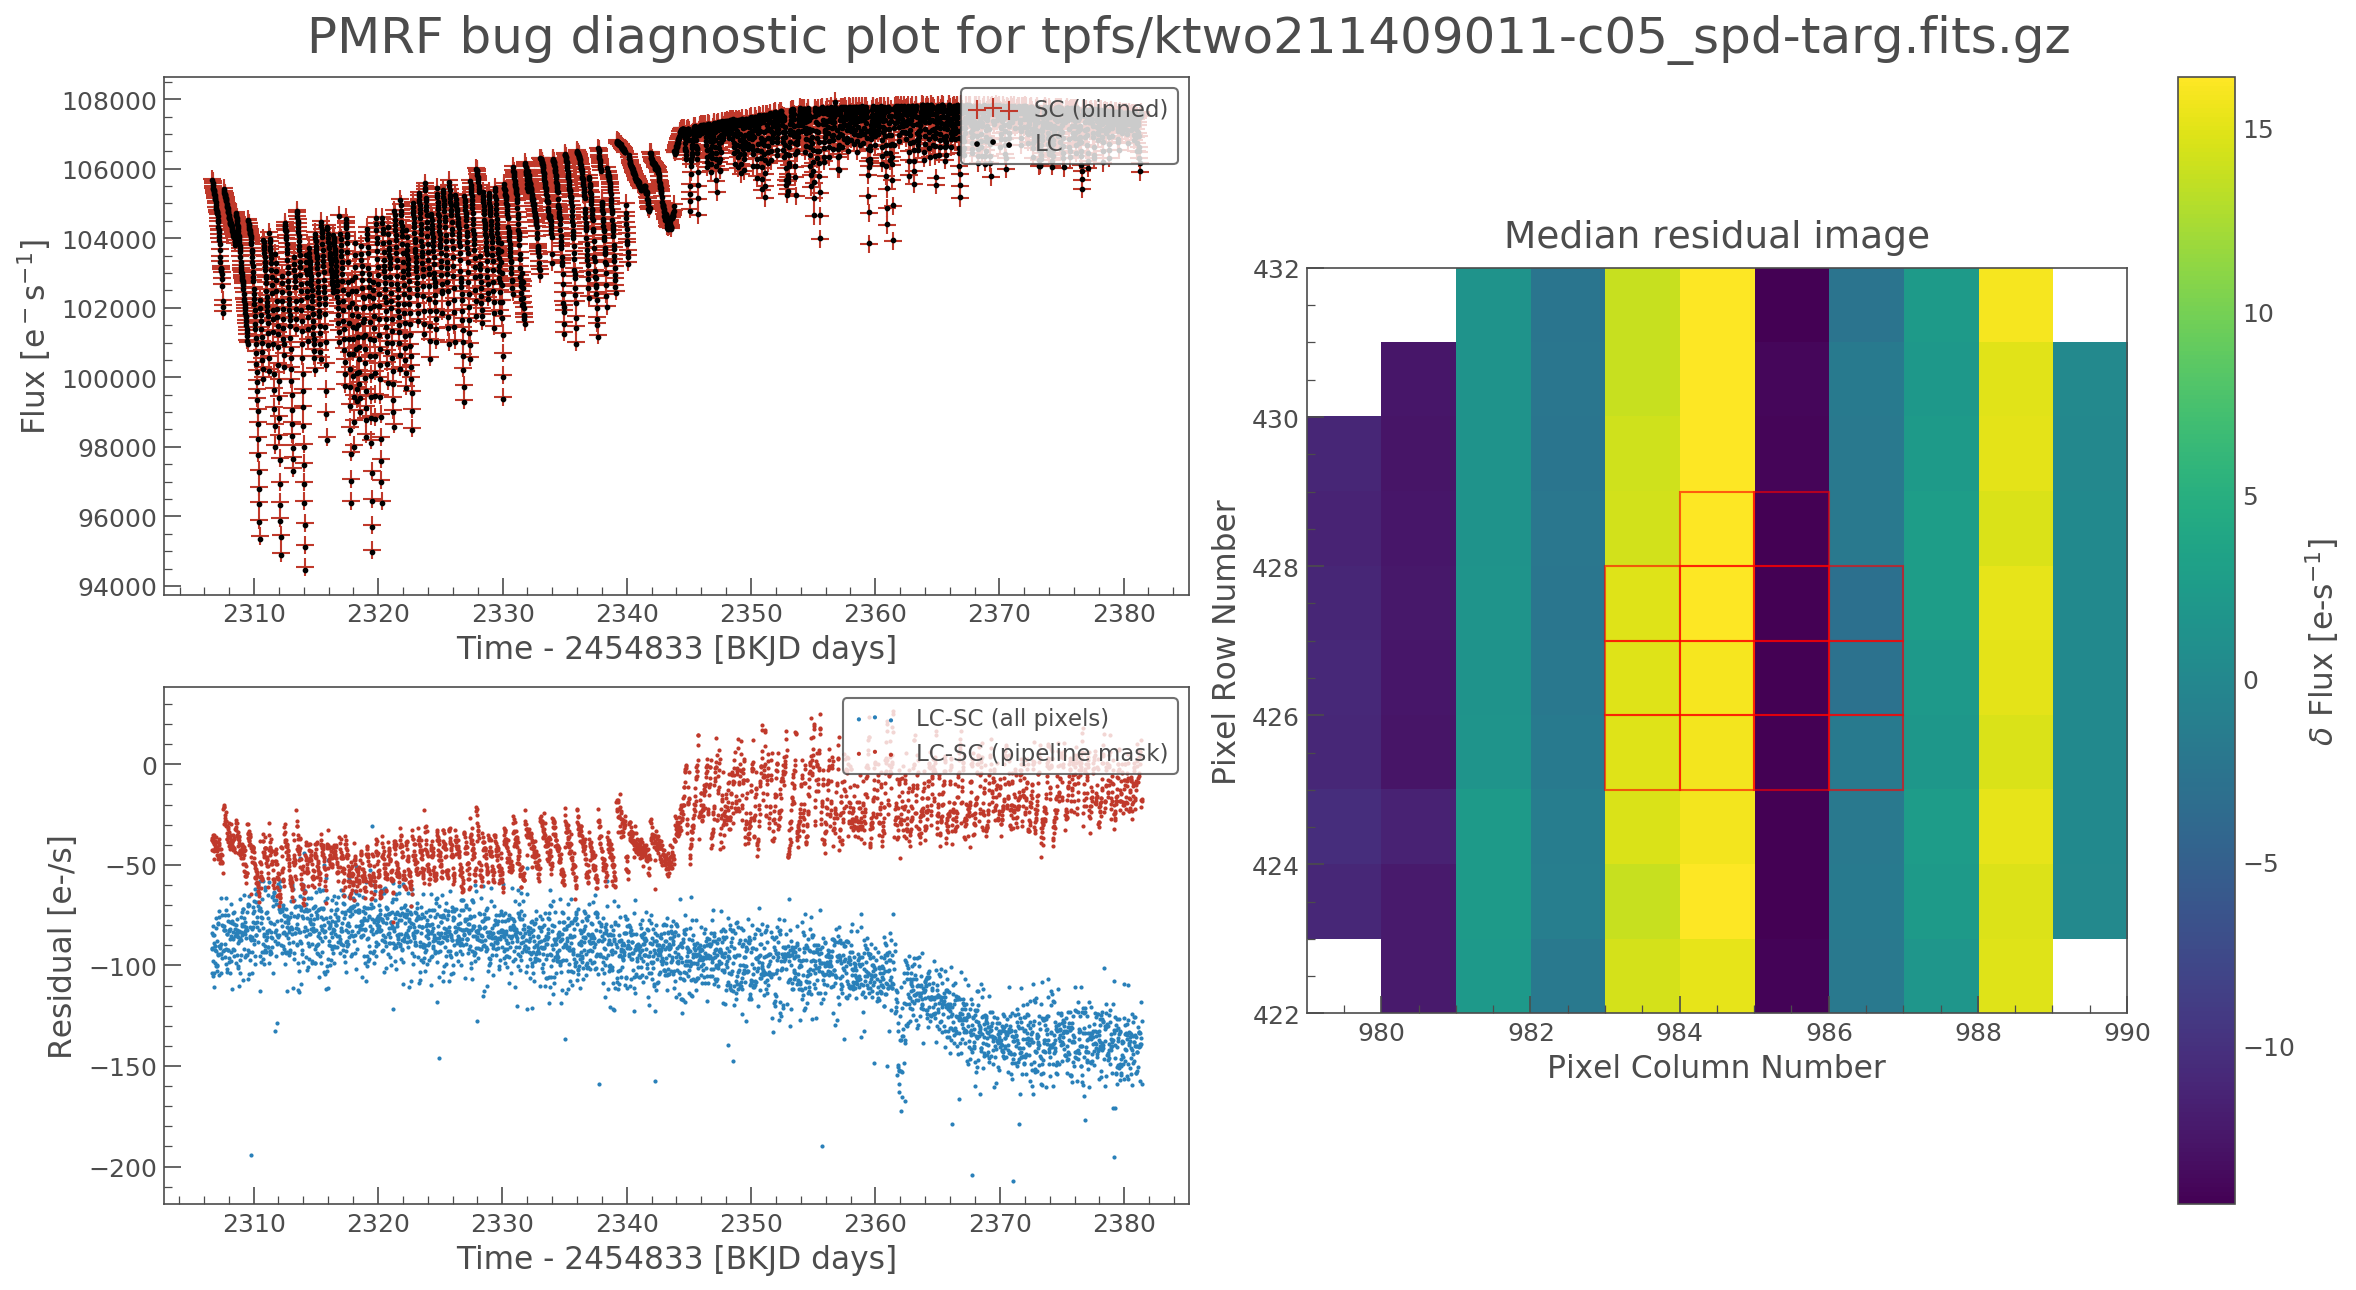 PMRF bug diagnostic plot for tpfs/ktwo211409011-c05_spd-targ.fits.gz
108000
106000
104000
102000
100000
98000
96000
94000
Flux [e⁻s⁻¹]
SC (binned)
LC
2310 2320 2330 2340 2350 2360 2370 2380
Time - 2454833 [BKJD days]
0
−50
−100
−150
−200
Residual [e-/s]
LC-SC (all pixels)
LC-SC (pipeline mask)
2310 2320 2330 2340 2350 2360 2370 2380
Time - 2454833 [BKJD days]
Median residual image
432
430
428
426
424
422
Pixel Row Number
980 982 984 986 988 990
Pixel Column Number
15
10
5
0
−5
−10
δ Flux [e-s⁻¹]